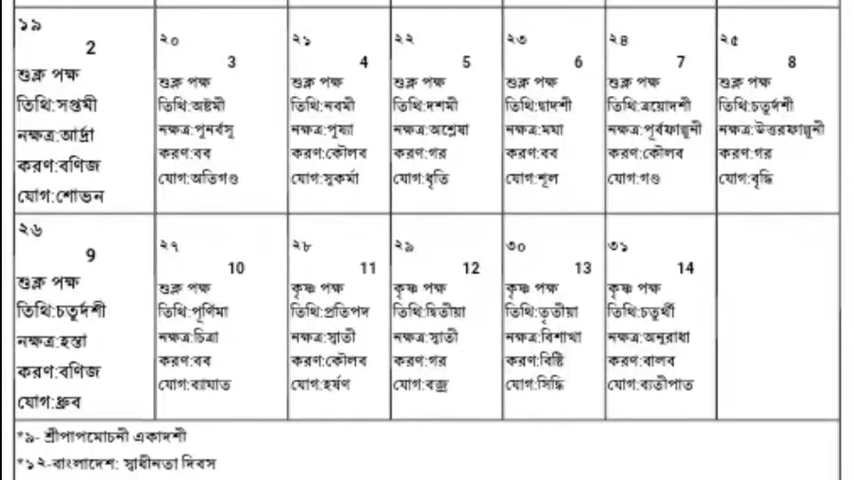 ১৯
2
শুক্ল পক্ষ
তিথি:সপ্তমী
নক্ষত্র:আর্দ্রা
করণ:বণিজ
যোগ:শোভন
২০
3
শুক্ল পক্ষ
তিথি:অষ্টমী
নক্ষত্র:পূনর্বসূ
করণ:বব
যোগ:অতিগণ্ড
২১
4
শুক্ল পক্ষ
তিথি:নবমী
নক্ষত্র:পূষ্যা
করণ:কৌলব
যোগ:সুকর্মা
২২
5
শুক্ল পক্ষ
তিথি:দশমী
নক্ষত্র:অশ্লেষা
করণ:গর
যোগ:ধৃতি
২৩
6
শুক্ল পক্ষ
তিথি:দ্বাদশী
নক্ষত্র:মঘা
করণ:বব
যোগ:শূল
২৪
7
শুক্ল পক্ষ
তিথি:ত্রয়োদশী
নক্ষত্র:পূর্বফাল্গুনী
করণ:কৌলব
যোগ:গণ্ড
২৫
8
শুক্ল পক্ষ
তিথি:চতুর্দশী
নক্ষত্র:উত্তরফাল্গুনী
করণ:গর
যোগ:বৃদ্ধি
২৬
9
শুক্ল পক্ষ
তিথি:চতুর্দশী
নক্ষত্র:হস্তা
করণ:বণিজ
যোগ:ধ্রুব
২৭
10
শুক্ল পক্ষ
তিথি:পূর্ণিমা
নক্ষত্র:চিত্রা
করণ:বব
যোগ:ব্যাঘাত
২৮
11
কৃষ্ণ পক্ষ
তিথি:প্রতিপদ
নক্ষত্র:স্বাতী
করণ:কৌলব
যোগ:হর্ষণ
২৯
12
কৃষ্ণ পক্ষ
তিথি:দ্বিতীয়া
নক্ষত্র:স্বাতী
করণ:গর
যোগ:বজ্র
৩০
13
কৃষ্ণ পক্ষ
তিথি:তৃতীয়া
নক্ষত্র:বিশাখা
করণ:বিষ্টি
যোগ:সিদ্ধি
৩১
14
কৃষ্ণ পক্ষ
তিথি:চতুর্থী
নক্ষত্র:অনুরাধা
করণ:বালব
যোগ:ব্যতীপাত
*৯- শ্রীপাপমোচনী একাদশী
*১২-বাংলাদেশ: স্বাধীনতা দিবস